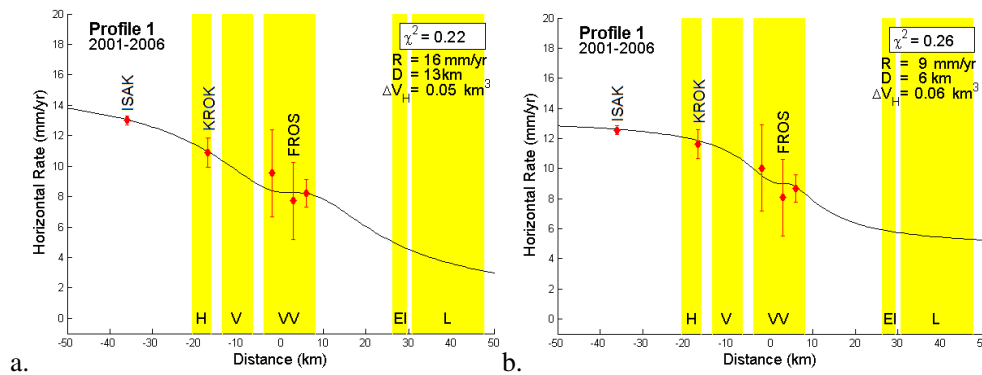 Profile 1
2001-2006
χ² = 0.22
R = 16 mm/yr
D = 13km
ΔV_H = 0.05 km³
ISAK
KROK
FROS
H V VV El L
20
18
16
14
12
10
8
6
4
2
0
Horizontal Rate (mm/yr)
-50 -40 -30 -20 -10 0 10 20 30 40 50
Distance (km)
a.
Profile 1
2001-2006
χ² = 0.26
R = 9 mm/yr
D = 6 km
ΔV_H = 0.06 km³
ISAK
KROK
FROS
H V VV El L
20
18
16
14
12
10
8
6
4
2
0
Horizontal Rate (mm/yr)
-50 -40 -30 -20 -10 0 10 20 30 40 50
Distance (km)
b.